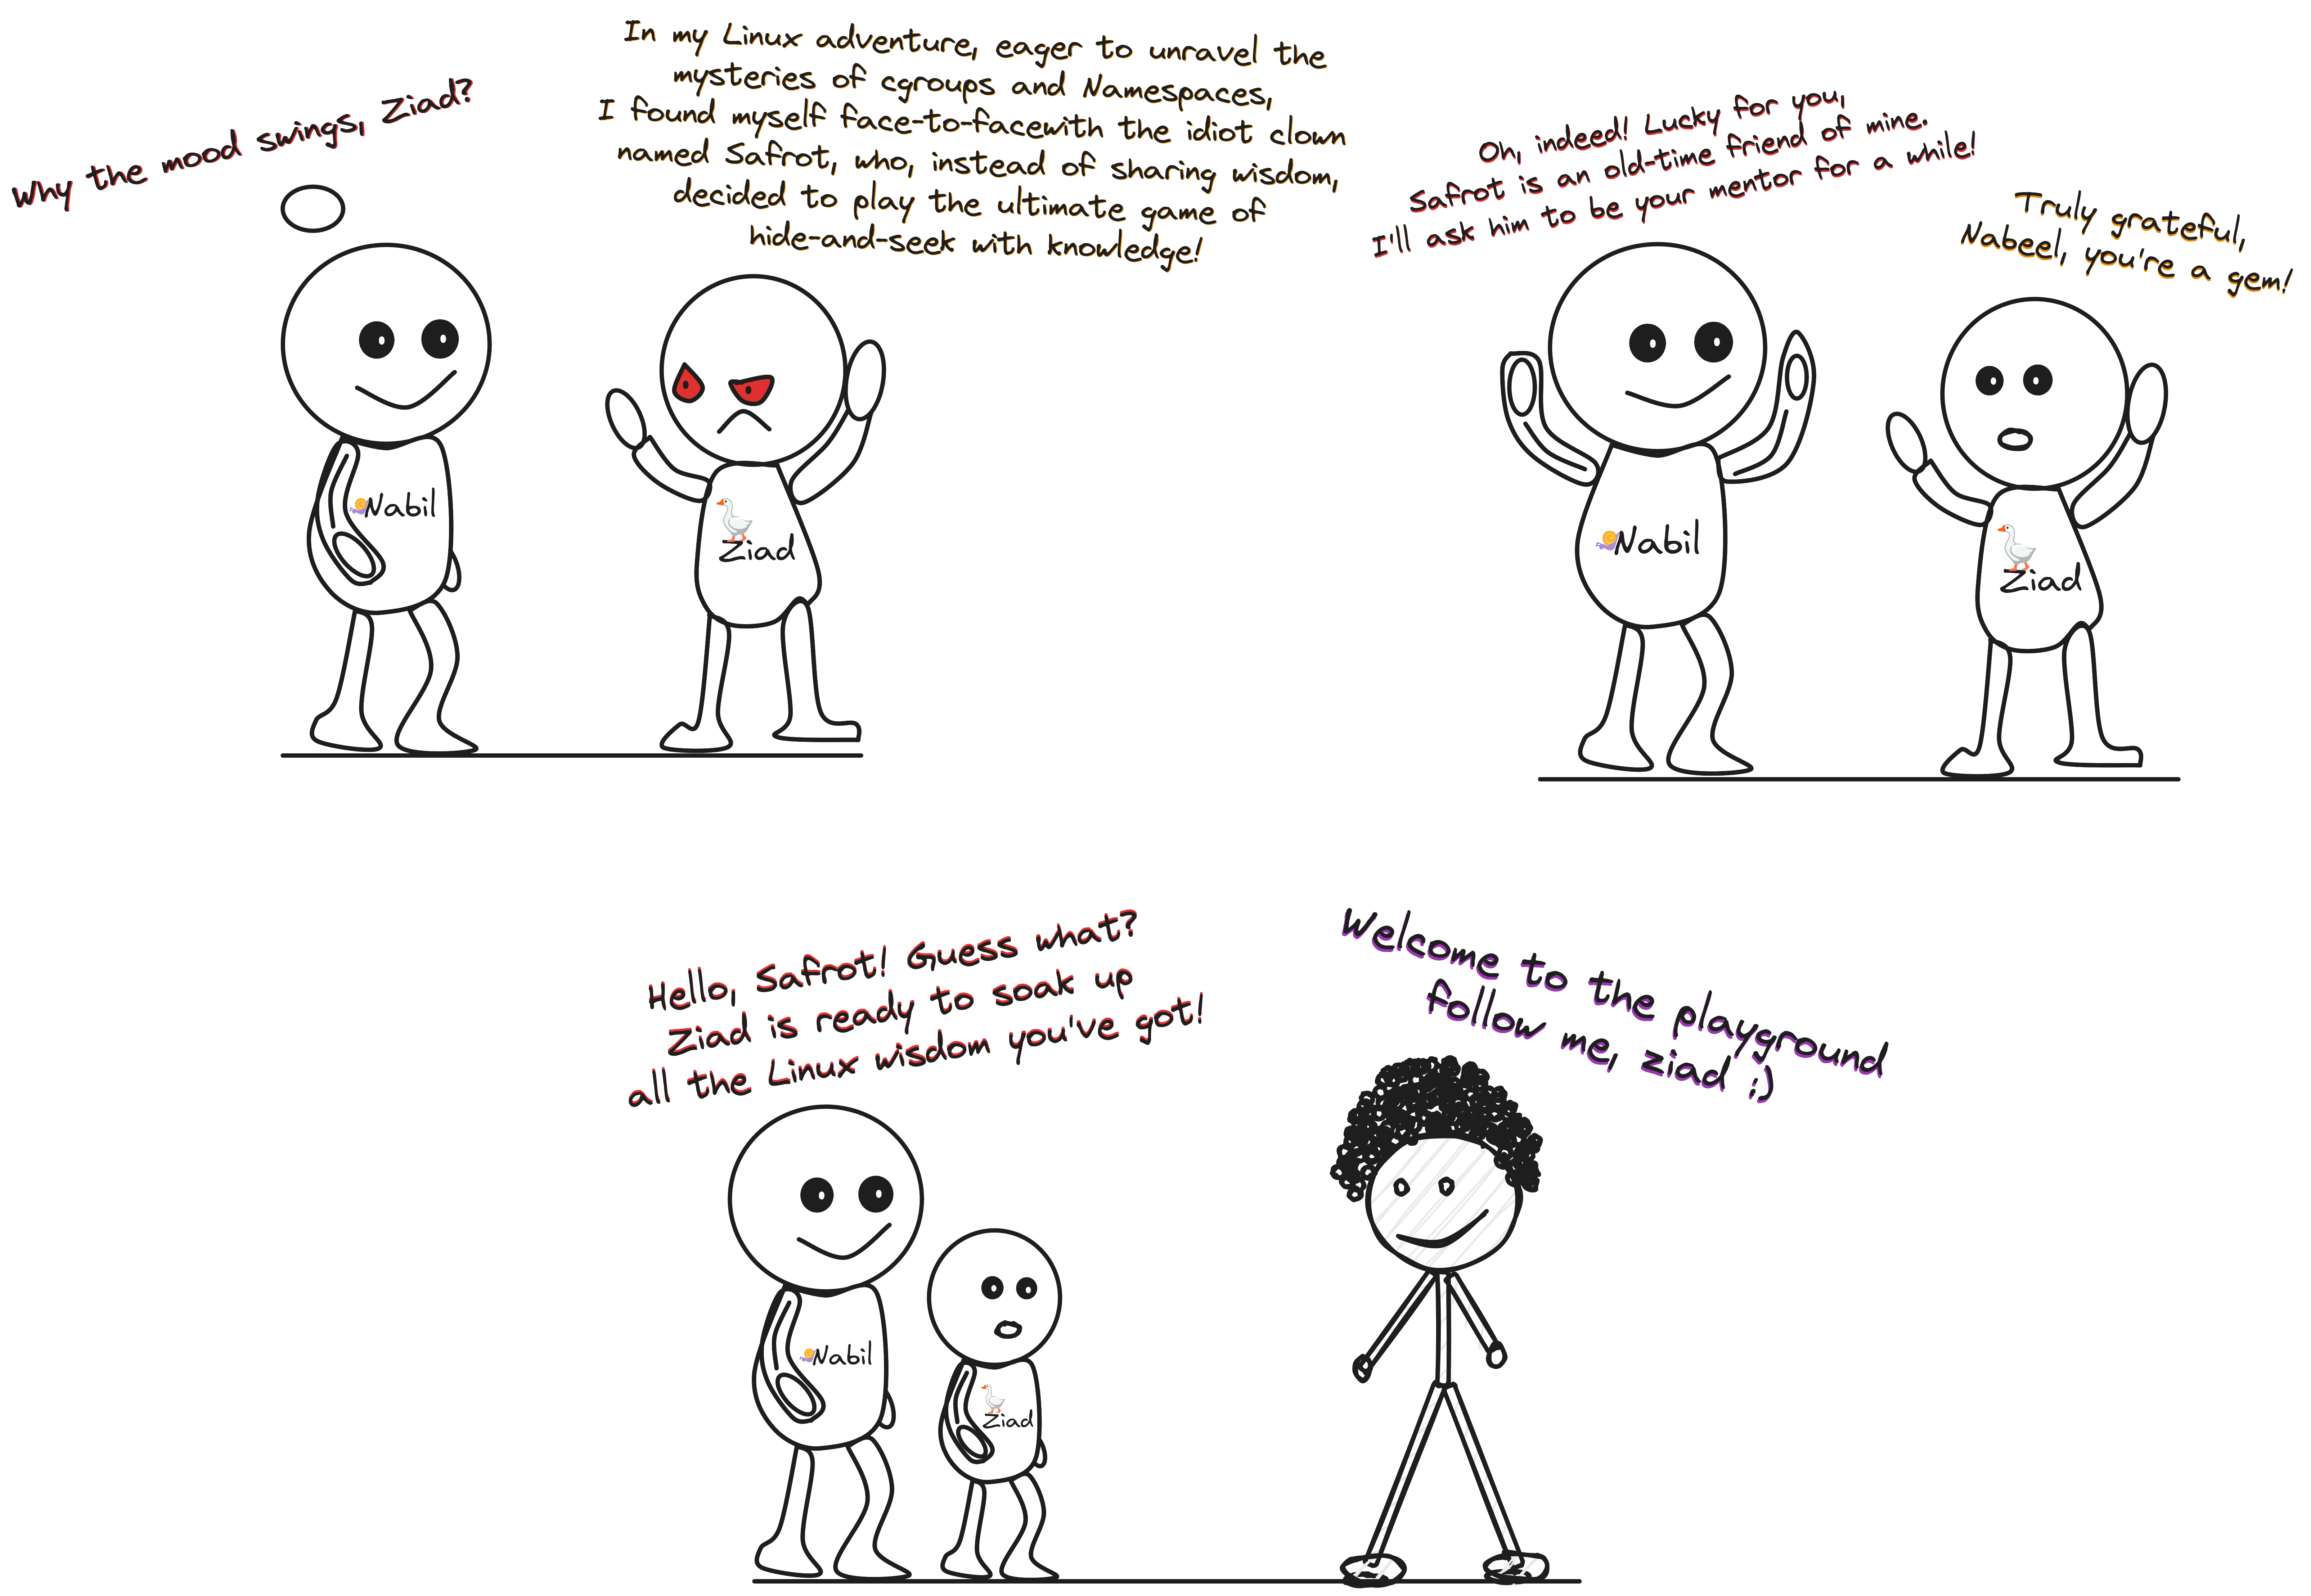 Why the mood swings, Ziad?
In my Linux adventure, eager to unravel the
mysteries of cgroups and Namespaces,
I found myself face-to-facewith the idiot clown
named Safrot, who, instead of sharing wisdom,
decided to play the ultimate game of
hide-and-seek with knowledge!
Nabil
Ziad
Oh, indeed! Lucky for you,
Safrot is an old-time friend of mine.
I'll ask him to be your mentor for a while!
Truly grateful,
Nabeel, you're a gem!
Nabil
Ziad
Hello, Safrot! Guess what?
Ziad is ready to soak up
all the Linux wisdom you've got!
Welcome to the playground
Follow me, ziad ;)
Nabil
Ziad